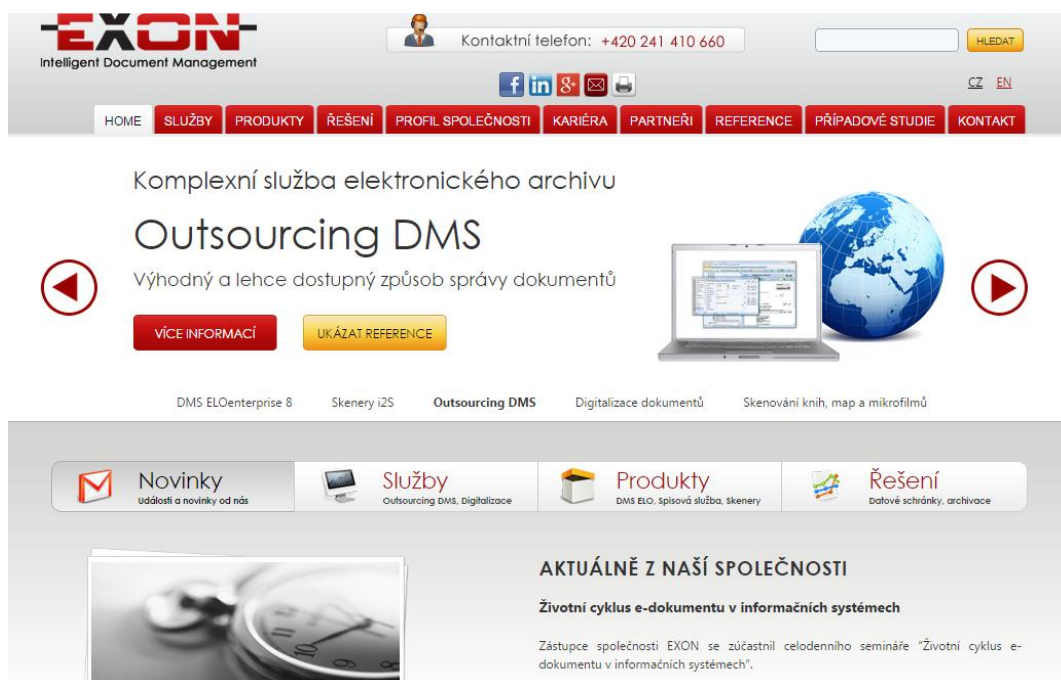 EXON
Intelligent Document Management
Kontaktní telefon: +420 241 410 660
HLEDAT
CZ EN
HOME SLUŽBY PRODUKTY ŘEŠENÍ PROFIL SPOLEČNOSTI KARIÉRA PARTNEŘI REFERENCE PŘÍPADOVÉ STUDIE KONTAKT
Komplexní služba elektronického archivu
Outsourcing DMS
Výhodný a lehce dostupný způsob správy dokumentů
VÍCE INFORMACÍ UKÁZAT REFERENCE
DMS ELOenterprise 8 Skenery i2S Outsourcing DMS Digitalizace dokumentů Skenování knih, map a mikrofilmů
Novinky Služby Produkty Řešení
Události a novinky od nás Outsourcing DMS, Digitalizace DMS ELO, Spisová služba, Skenery Datové schránky, archivace
AKTUÁLNĚ Z NAŠÍ SPOLEČNOSTI
Životní cyklus e-dokumentu v informačních systémech
Zástupce společnosti EXON se zúčastnil celodenního semináře "Životní cyklus e-
dokumentu v informačních systémech".